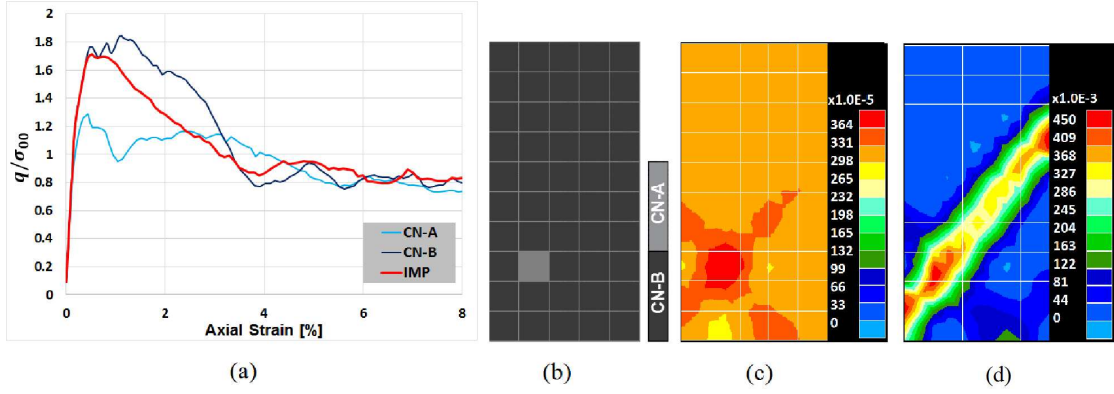 2
1.8
1.6
1.4
1.2
1
0.8
0.6
0.4
0.2
0
q/σ00
0 2 4 6 8
Axial Strain [%]
CN-A
CN-B
IMP
(a)
CN-A
CN-B
(b)
x1.0E-5
364
331
298
265
232
198
165
132
99
66
33
0
(c)
x1.0E-3
450
409
368
327
286
245
204
163
122
81
44
0
(d)